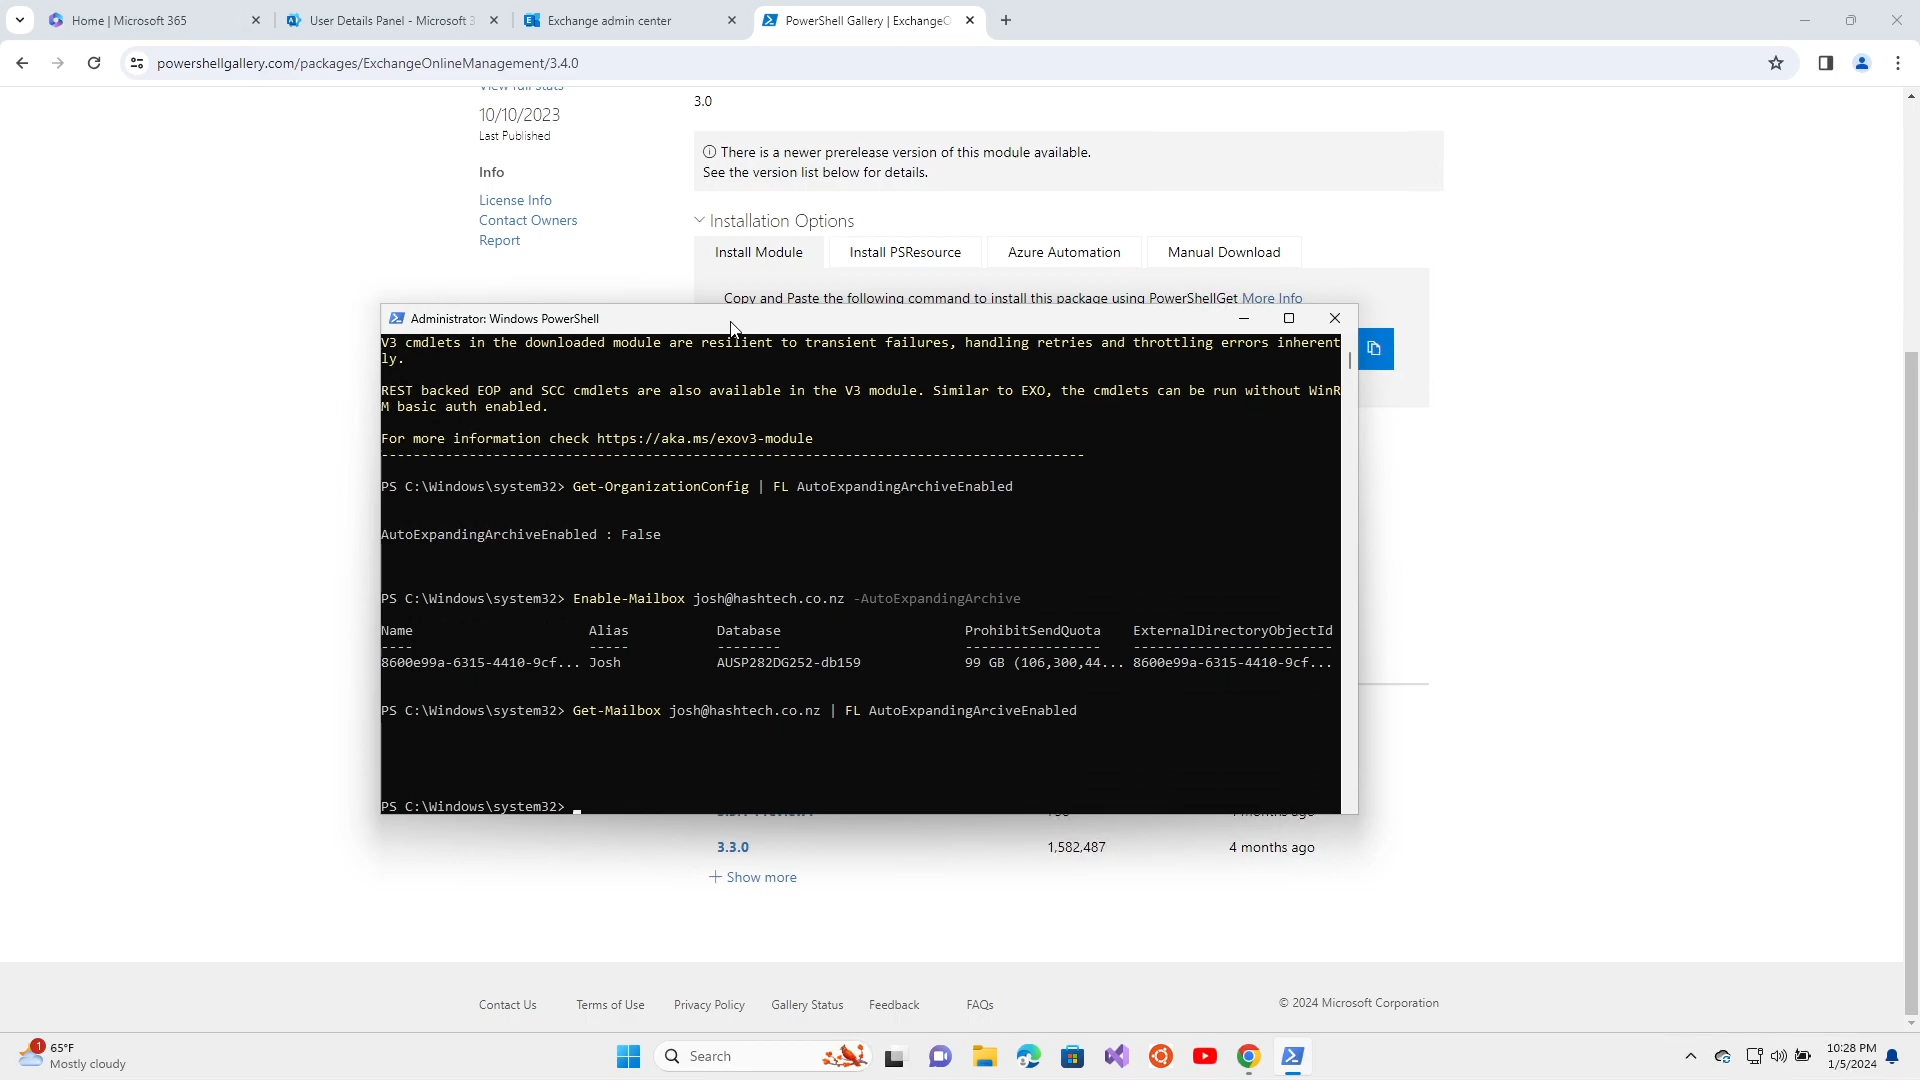 Home | Microsoft 365
User Details Panel - Microsoft 3
Exchange admin center
PowerShell Gallery | ExchangeO
powershellgallery.com/packages/ExchangeOnlineManagement/3.4.0
View full stats
3.0
10/10/2023
Last Published
There is a newer prerelease version of this module available.
See the version list below for details.
Info
License Info
Contact Owners
Report
Installation Options
Install Module
Install PSResource
Azure Automation
Manual Download
Copy and Paste the following command to install this package using PowerShellGet More Info
Administrator: Windows PowerShell
V3 cmdlets in the downloaded module are resilient to transient failures, handling retries and throttling errors inherent
ly.
REST backed EOP and SCC cmdlets are also available in the V3 module. Similar to EXO, the cmdlets can be run without WinR
M basic auth enabled.
For more information check https://aka.ms/exov3-module
----------------------------------------------------------------------------------------
PS C:\Windows\system32> Get-OrganizationConfig | FL AutoExpandingArchiveEnabled
AutoExpandingArchiveEnabled : False
PS C:\Windows\system32> Enable-Mailbox josh@hashtech.co.nz -AutoExpandingArchive
Name Alias Database ProhibitSendQuota ExternalDirectoryObjectId
---- ----- -------- ----------------- -------------------------
8600e99a-6315-4410-9cf... Josh AUSP282DG252-db159 99 GB (106,300,44... 8600e99a-6315-4410-9cf...
PS C:\Windows\system32> Get-Mailbox josh@hashtech.co.nz | FL AutoExpandingArciveEnabled
PS C:\Windows\system32>
3.3.0 1,582,487 4 months ago
+ Show more
Contact Us
Terms of Use
Privacy Policy
Gallery Status
Feedback
FAQs
© 2024 Microsoft Corporation
1
65°F
Mostly cloudy
Search
10:28 PM
1/5/2024